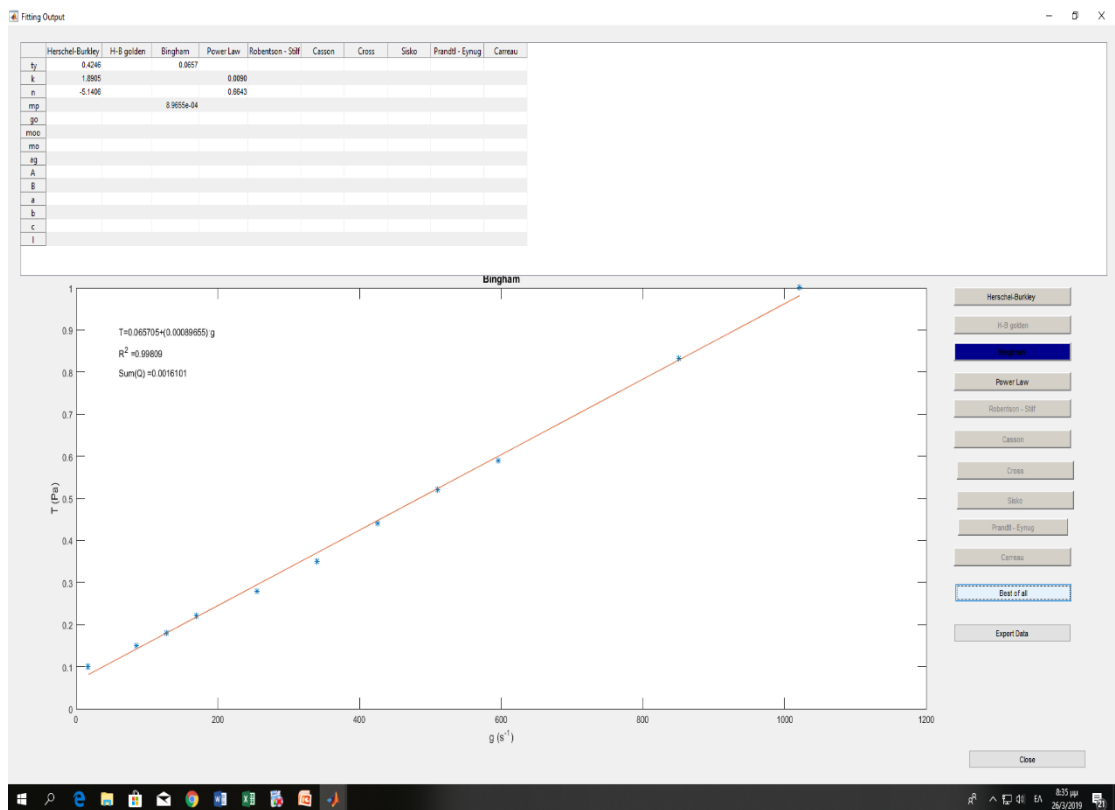 Fitting Output
Herschel-Burkley H-B golden Bingham Power Law Robentson - Stiff Casson Cross Sisko Prandtl - Eynug Carreau
ty 0.4246 0.0657
k 1.8905 0.0090
n -5.1406 0.6643
mp 8.9655e-04
go
moo
mo
ag
A
B
a
b
c
l
Bingham
T=0.065705+(0.00089655)·g
R2 =0.99809
Sum(Q) =0.0016101
1
0.9
0.8
0.7
0.6
0.5
0.4
0.3
0.2
0.1
0
T (Pa)
0 200 400 600 800 1000 1200
g (s-1)
Herschel-Burkley
H-B golden
Power Law
Robentson - Stiff
Casson
Cross
Sisko
Prandtl - Eynug
Carreau
Best of all
Export Data
Close
ΕΛ 8:35 μμ
26/3/2019